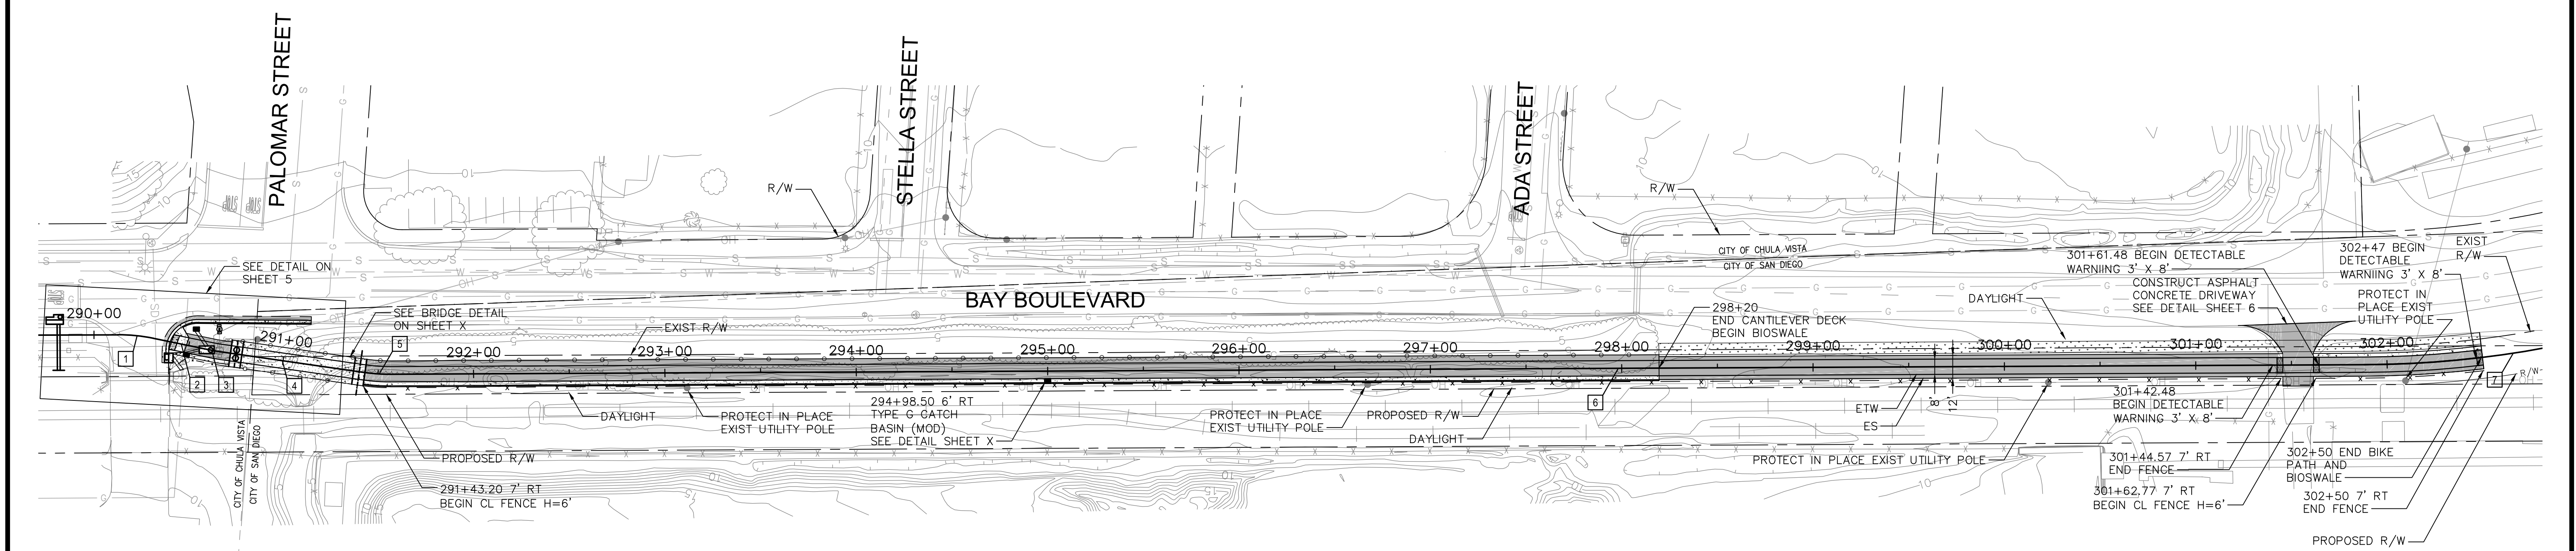 PALOMAR STREET
STELLA STREET
ADA STREET
R/W
R/W
CITY OF CHULA VISTA
CITY OF SAN DIEGO
SEE DETAIL ON
SHEET 5
BAY BOULEVARD
301+61.48 BEGIN DETECTABLE
WARNIING 3' X 8'
CONSTRUCT ASPHALT
CONCRETE DRIVEWAY
SEE DETAIL SHEET 6
302+47 BEGIN
DETECTABLE
WARNIING 3' X 8'
EXIST
R/W
PROTECT IN
PLACE EXIST
UTILITY POLE
DAYLIGHT
298+20
END CANTILEVER DECK
BEGIN BIOSWALE
SEE BRIDGE DETAIL
ON SHEET X
EXIST R/W
290+00
291+00
292+00
293+00
294+00
295+00
296+00
297+00
298+00
299+00
300+00
301+00
302+00
1
2
3
4
5
6
7
8'
12'
R/W
DAYLIGHT
PROTECT IN PLACE
EXIST UTILITY POLE
294+98.50 6' RT
TYPE G CATCH
BASIN (MOD)
SEE DETAIL SHEET X
PROTECT IN PLACE
EXIST UTILITY POLE
PROPOSED R/W
DAYLIGHT
ETW
ES
301+42.48
BEGIN DETECTABLE
WARNING 3' X 8'
CITY OF CHULA VISTA
CITY OF SAN DIEGO
PROPOSED R/W
291+43.20 7' RT
BEGIN CL FENCE H=6'
PROTECT IN PLACE EXIST UTILITY POLE
301+44.57 7' RT
END FENCE
301+62.77 7' RT
BEGIN CL FENCE H=6'
302+50 END BIKE
PATH AND
BIOSWALE
302+50 7' RT
END FENCE
PROPOSED R/W